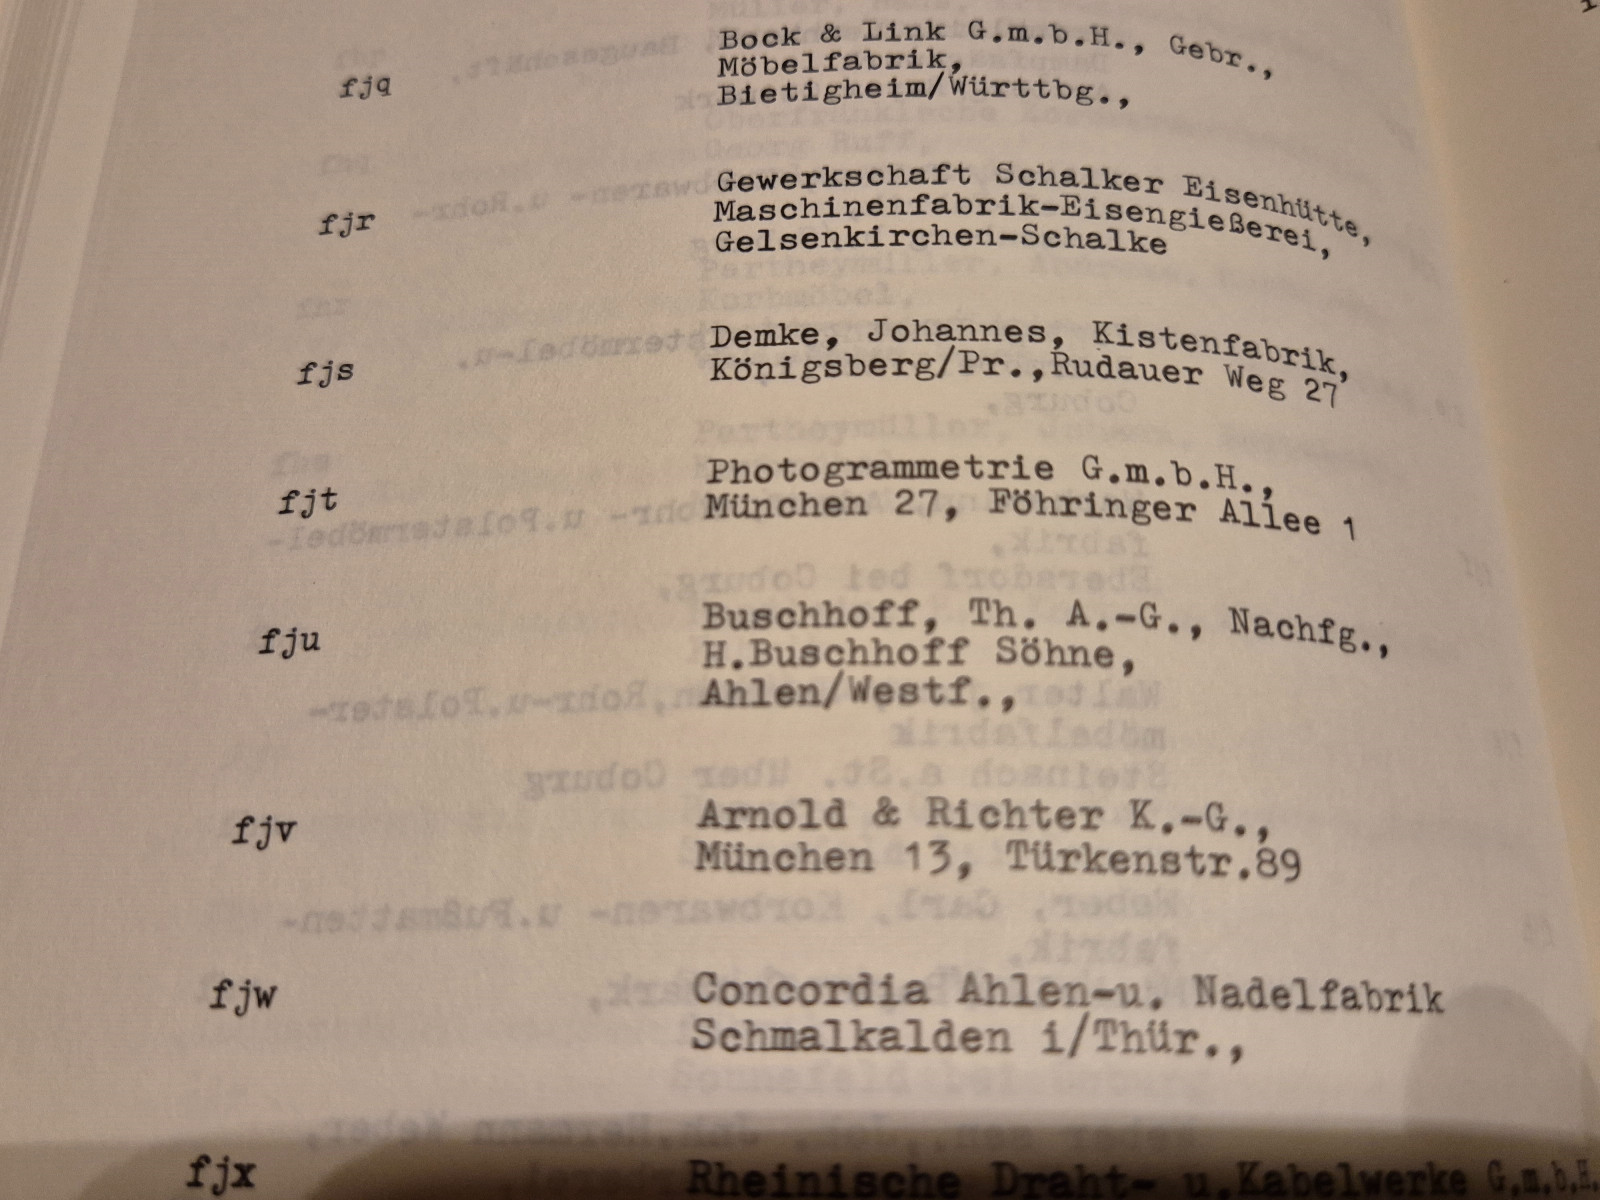 fjq
Bock & Link G.m.b.H., Gebr.,
Möbelfabrik,
Bietigheim/Württbg.,
fjr
Gewerkschaft Schalker Eisenhütte,
Maschinenfabrik-Eisengießerei,
Gelsenkirchen-Schalke
fjs
Demke, Johannes, Kistenfabrik,
Königsberg/Pr.,Rudauer Weg 27
fjt
Photogrammetrie G.m.b.H.,
München 27, Föhringer Allee 1
fju
Buschhoff, Th. A.-G., Nachfg.,
H.Buschhoff Söhne,
Ahlen/Westf.,
fjv
Arnold & Richter K.-G.,
München 13, Türkenstr.89
fjw
Concordia Ahlen-u. Nadelfabrik
Schmalkalden i/Thür.,
fjx
Rheinische Draht- u.Kabelwerke G.m.b.H.